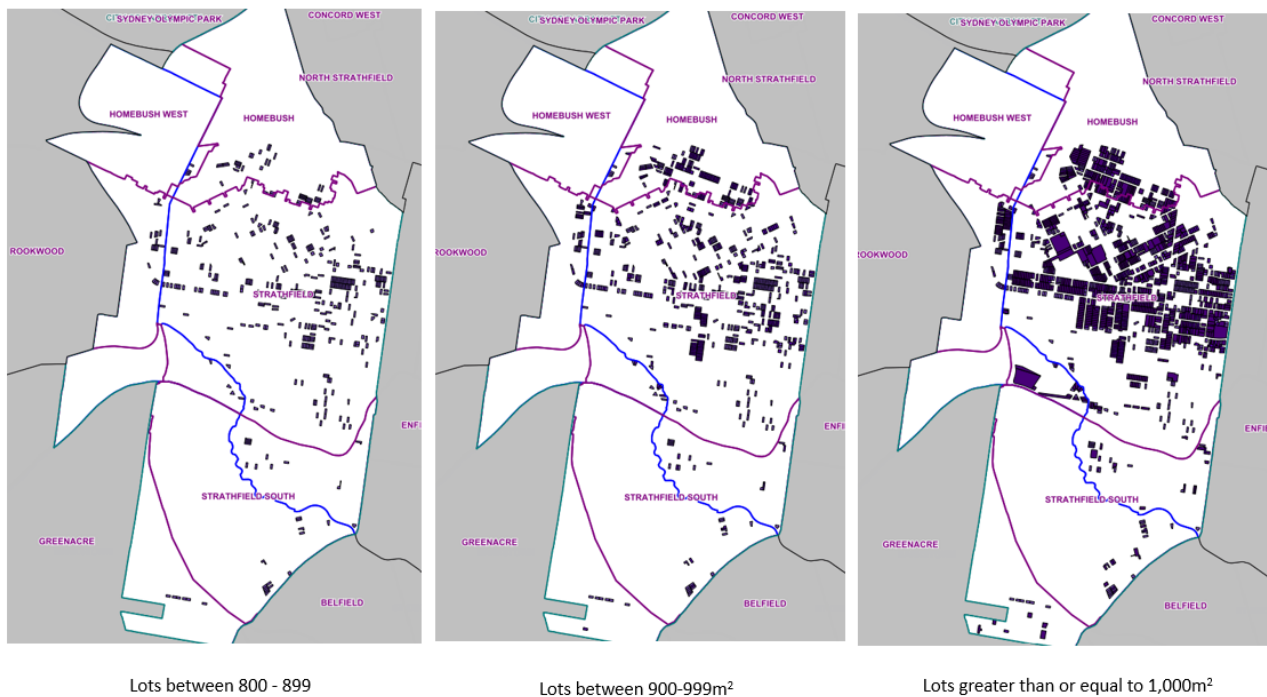 CONCORD WEST
SYDNEY OLYMPIC PARK
NORTH STRATHFIELD
HOMEBUSH WEST
HOMEBUSH
ROOKWOOD
STRATHFIELD
ENFI
STRATHFIELD SOUTH
GREENACRE
BELFIELD
Lots between 800 - 899
CONCORD WEST
SYDNEY OLYMPIC PARK
NORTH STRATHFIELD
HOMEBUSH WEST
HOMEBUSH
ROOKWOOD
STRATHFIELD
ENFI
STRATHFIELD SOUTH
GREENACRE
BELFIELD
Lots between 900-999m²
CONCORD WEST
SYDNEY OLYMPIC PARK
NORTH STRATHFIELD
HOMEBUSH WEST
HOMEBUSH
ROOKWOOD
STRATHFIELD
ENFIE
STRATHFIELD SOUTH
GREENACRE
BELFIELD
Lots greater than or equal to 1,000m²